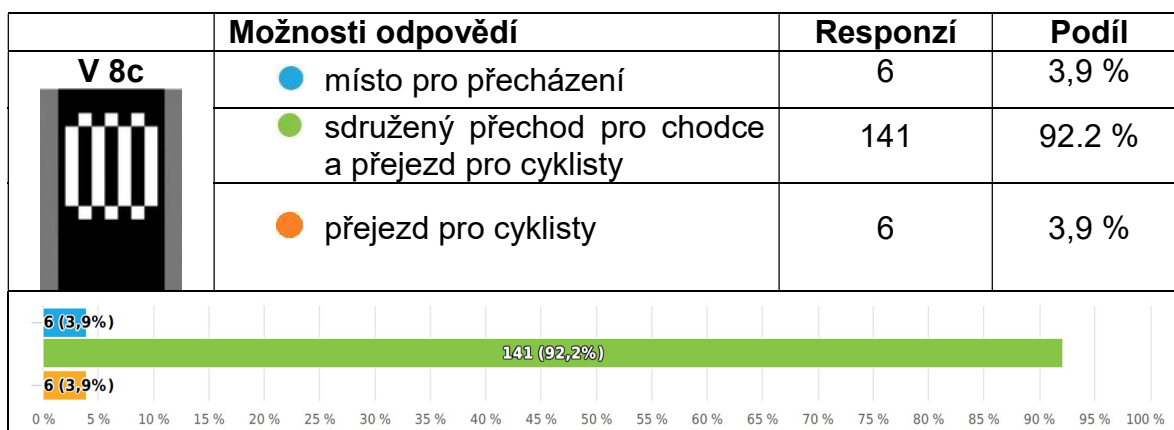 Možnosti odpovědí Responzí Podíl
V 8c
místo pro přecházení 6 3,9 %
sdružený přechod pro chodce
a přejezd pro cyklisty 141 92.2 %
přejezd pro cyklisty 6 3,9 %
6 (3,9%)
141 (92,2%)
6 (3,9%)
0 % 5 % 10 % 15 % 20 % 25 % 30 % 35 % 40 % 45 % 50 % 55 % 60 % 65 % 70 % 75 % 80 % 85 % 90 % 95 % 100 %